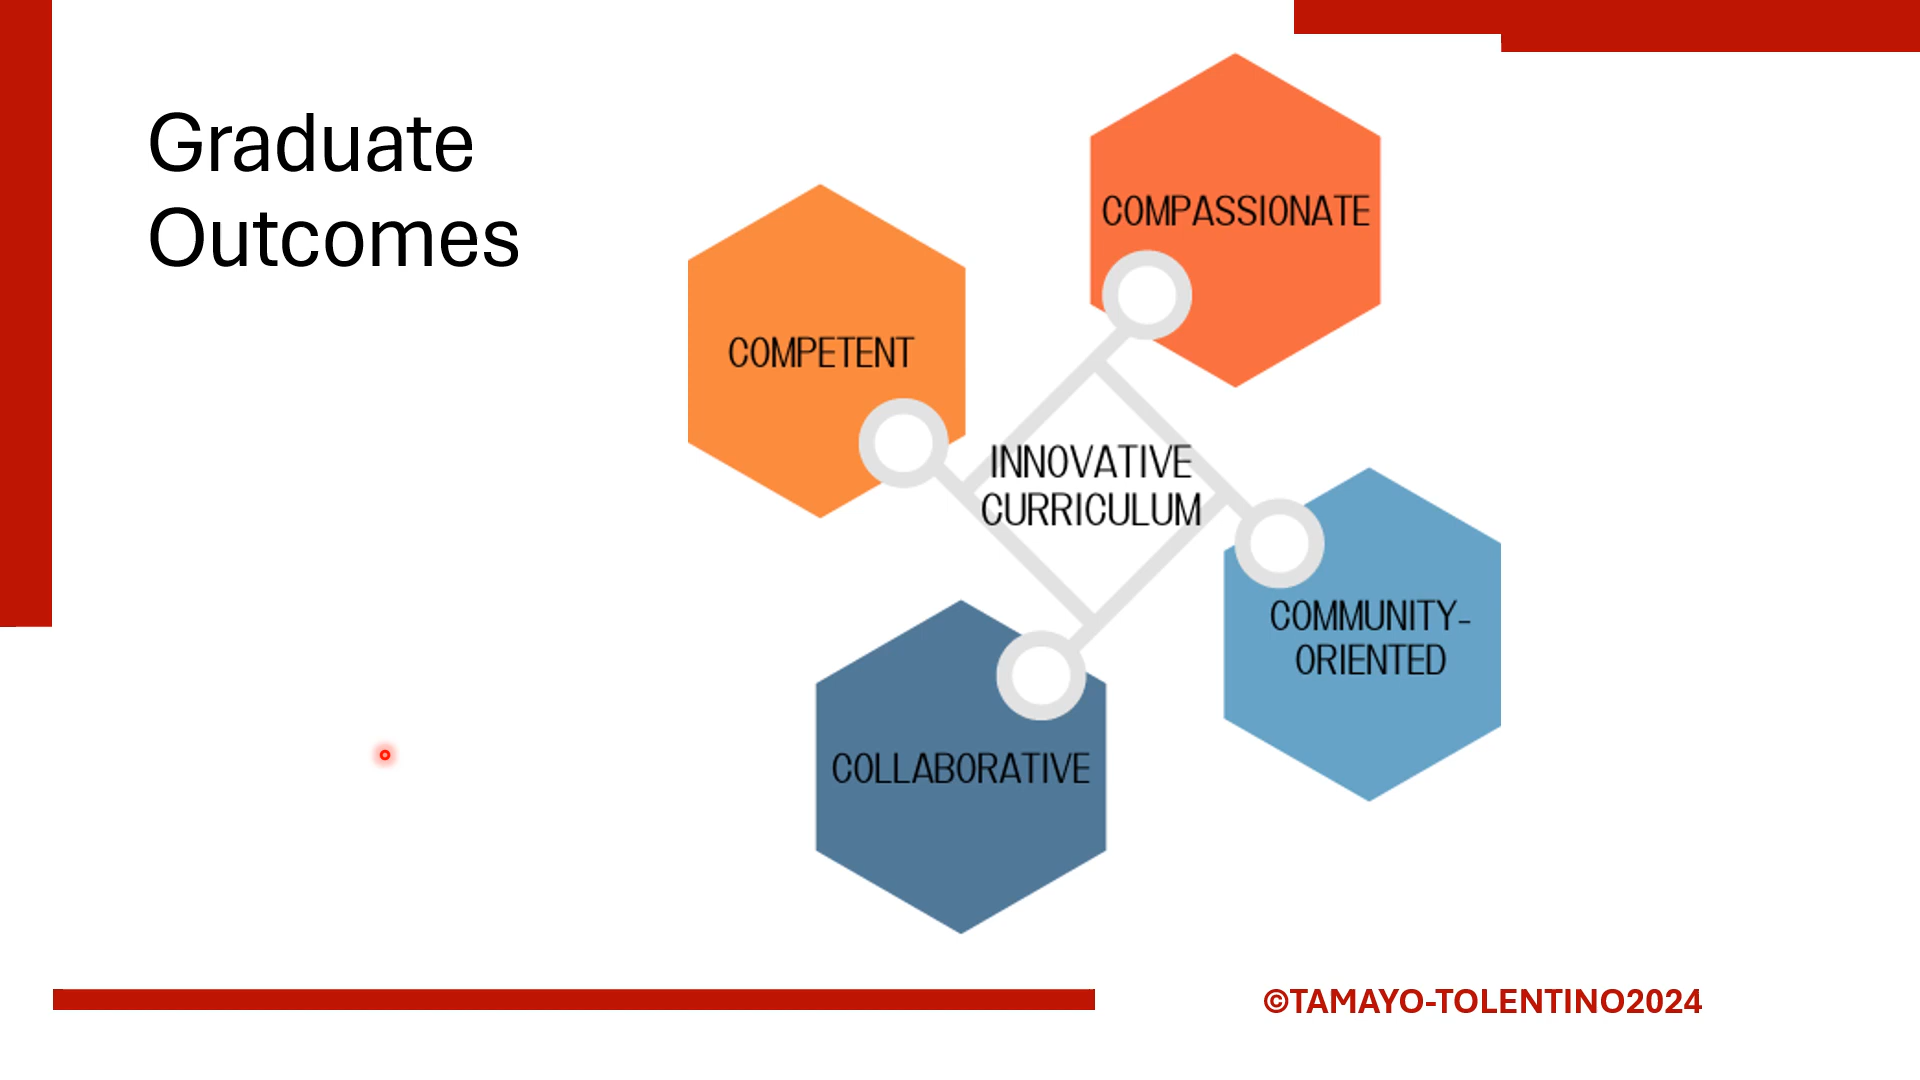 Graduate
Outcomes
COMPASSIONATE
COMPETENT
INNOVATIVE
CURRICULUM
COMMUNITY-
ORIENTED
COLLABORATIVE
©TAMAYO-TOLENTINO2024